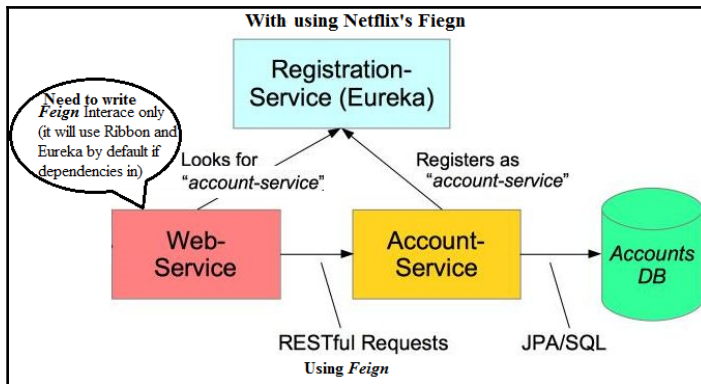 With using Netflix's Fiegn
Registration-
Service (Eureka)
Need to write
Feign Interace only
(it will use Ribbon and
Eureka by default if
dependencies in)
Looks for
"account-service"
Registers as
"account-service"
Web-
Service
Account-
Service
Accounts
DB
RESTful Requests
Using Feign
JPA/SQL